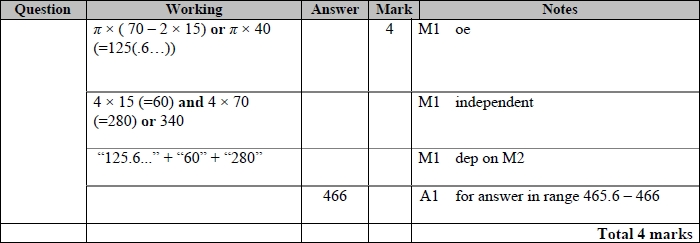 Question Working Answer Mark Notes
π × ( 70 – 2 × 15) or π × 40 4 M1 oe
(=125(.6…))
4 × 15 (=60) and 4 × 70 M1 independent
(=280) or 340
“125.6...” + “60” + “280” M1 dep on M2
466 A1 for answer in range 465.6 – 466
Total 4 marks